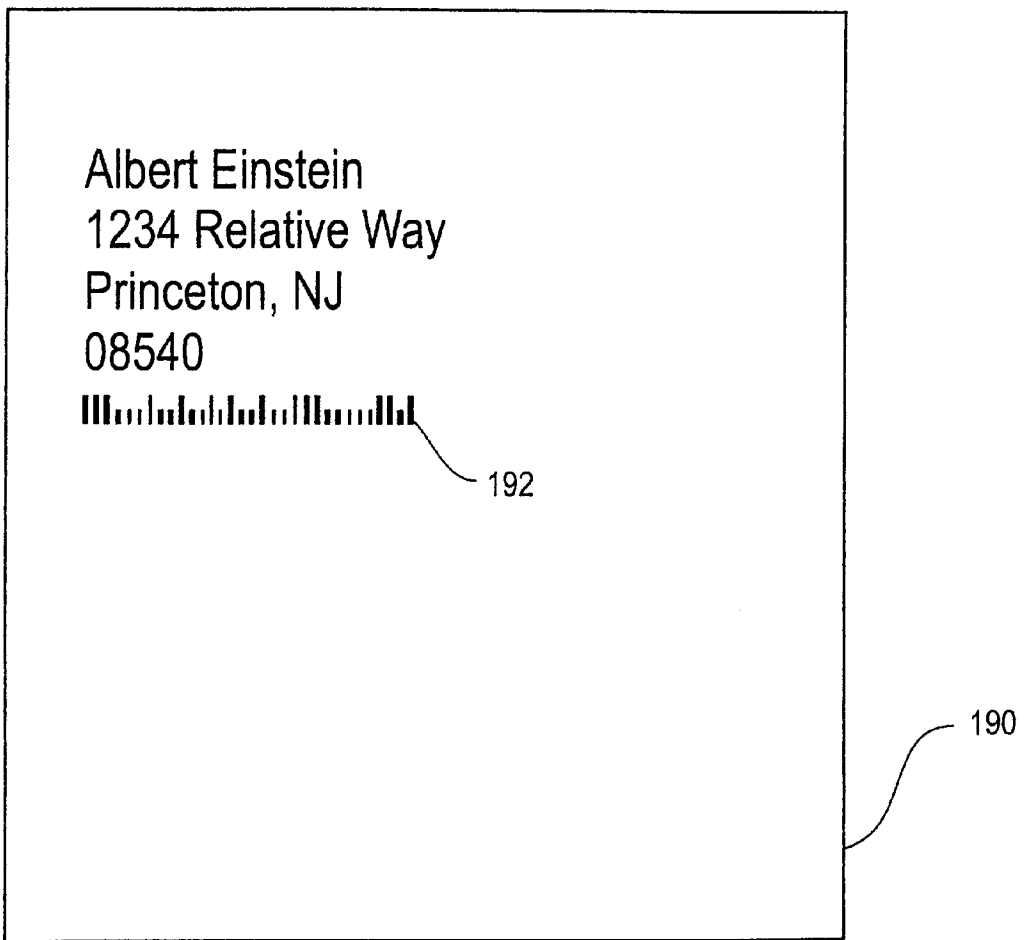 Albert Einstein
1234 Relative Way
Princeton, NJ
08540
192
190